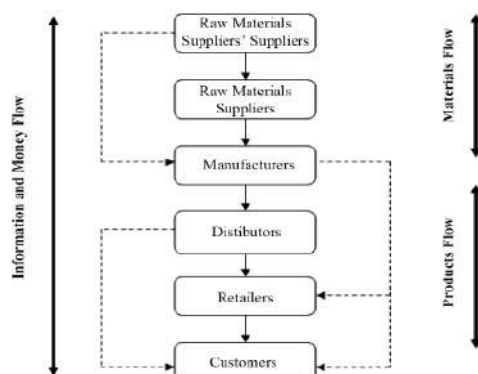 Raw Materials
Suppliers' Suppliers
Raw Materials
Suppliers
Manufacturers
Distibutors
Retailers
Customers
Information and Money Flow
Materials Flow
Products Flow